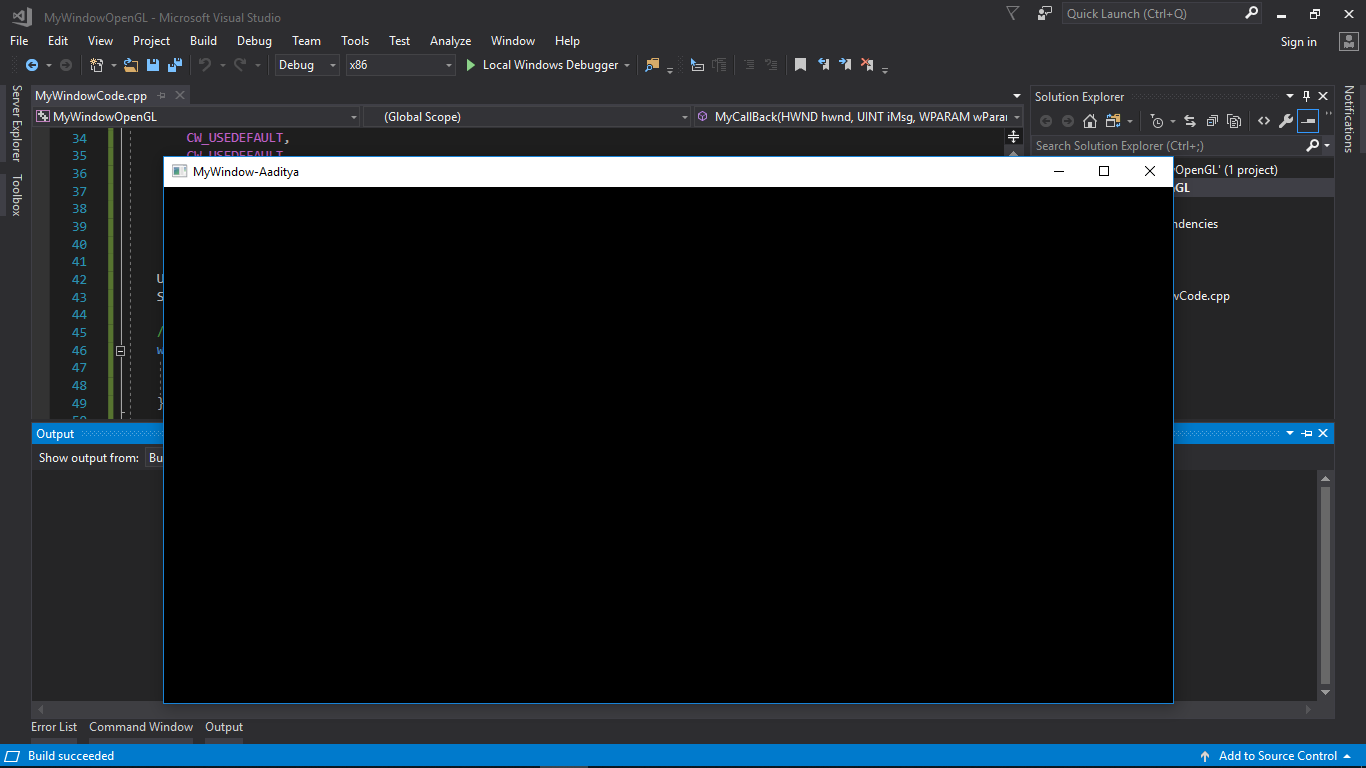 MyWindowOpenGL - Microsoft Visual Studio
Quick Launch (Ctrl+Q)
File Edit View Project Build Debug Team Tools Test Analyze Window Help
Sign in
Debug x86 Local Windows Debugger
Server Explorer
Toolbox
MyWindowCode.cpp
MyWindowOpenGL (Global Scope) MyCallBack(HWND hwnd, UINT iMsg, WPARAM wParar
34 CW_USEDEFAULT,
35 CW_USEDEFAULT
36
37
38
39
40
41
42 U
43 S
44
45 /
46 w
47
48
49 }
50
MyWindow-Aaditya
Solution Explorer
Search Solution Explorer (Ctrl+;)
OpenGL' (1 project)
GL
ndencies
wCode.cpp
Notifications
Output
Show output from: Bu
Error List Command Window Output
Build succeeded
Add to Source Control